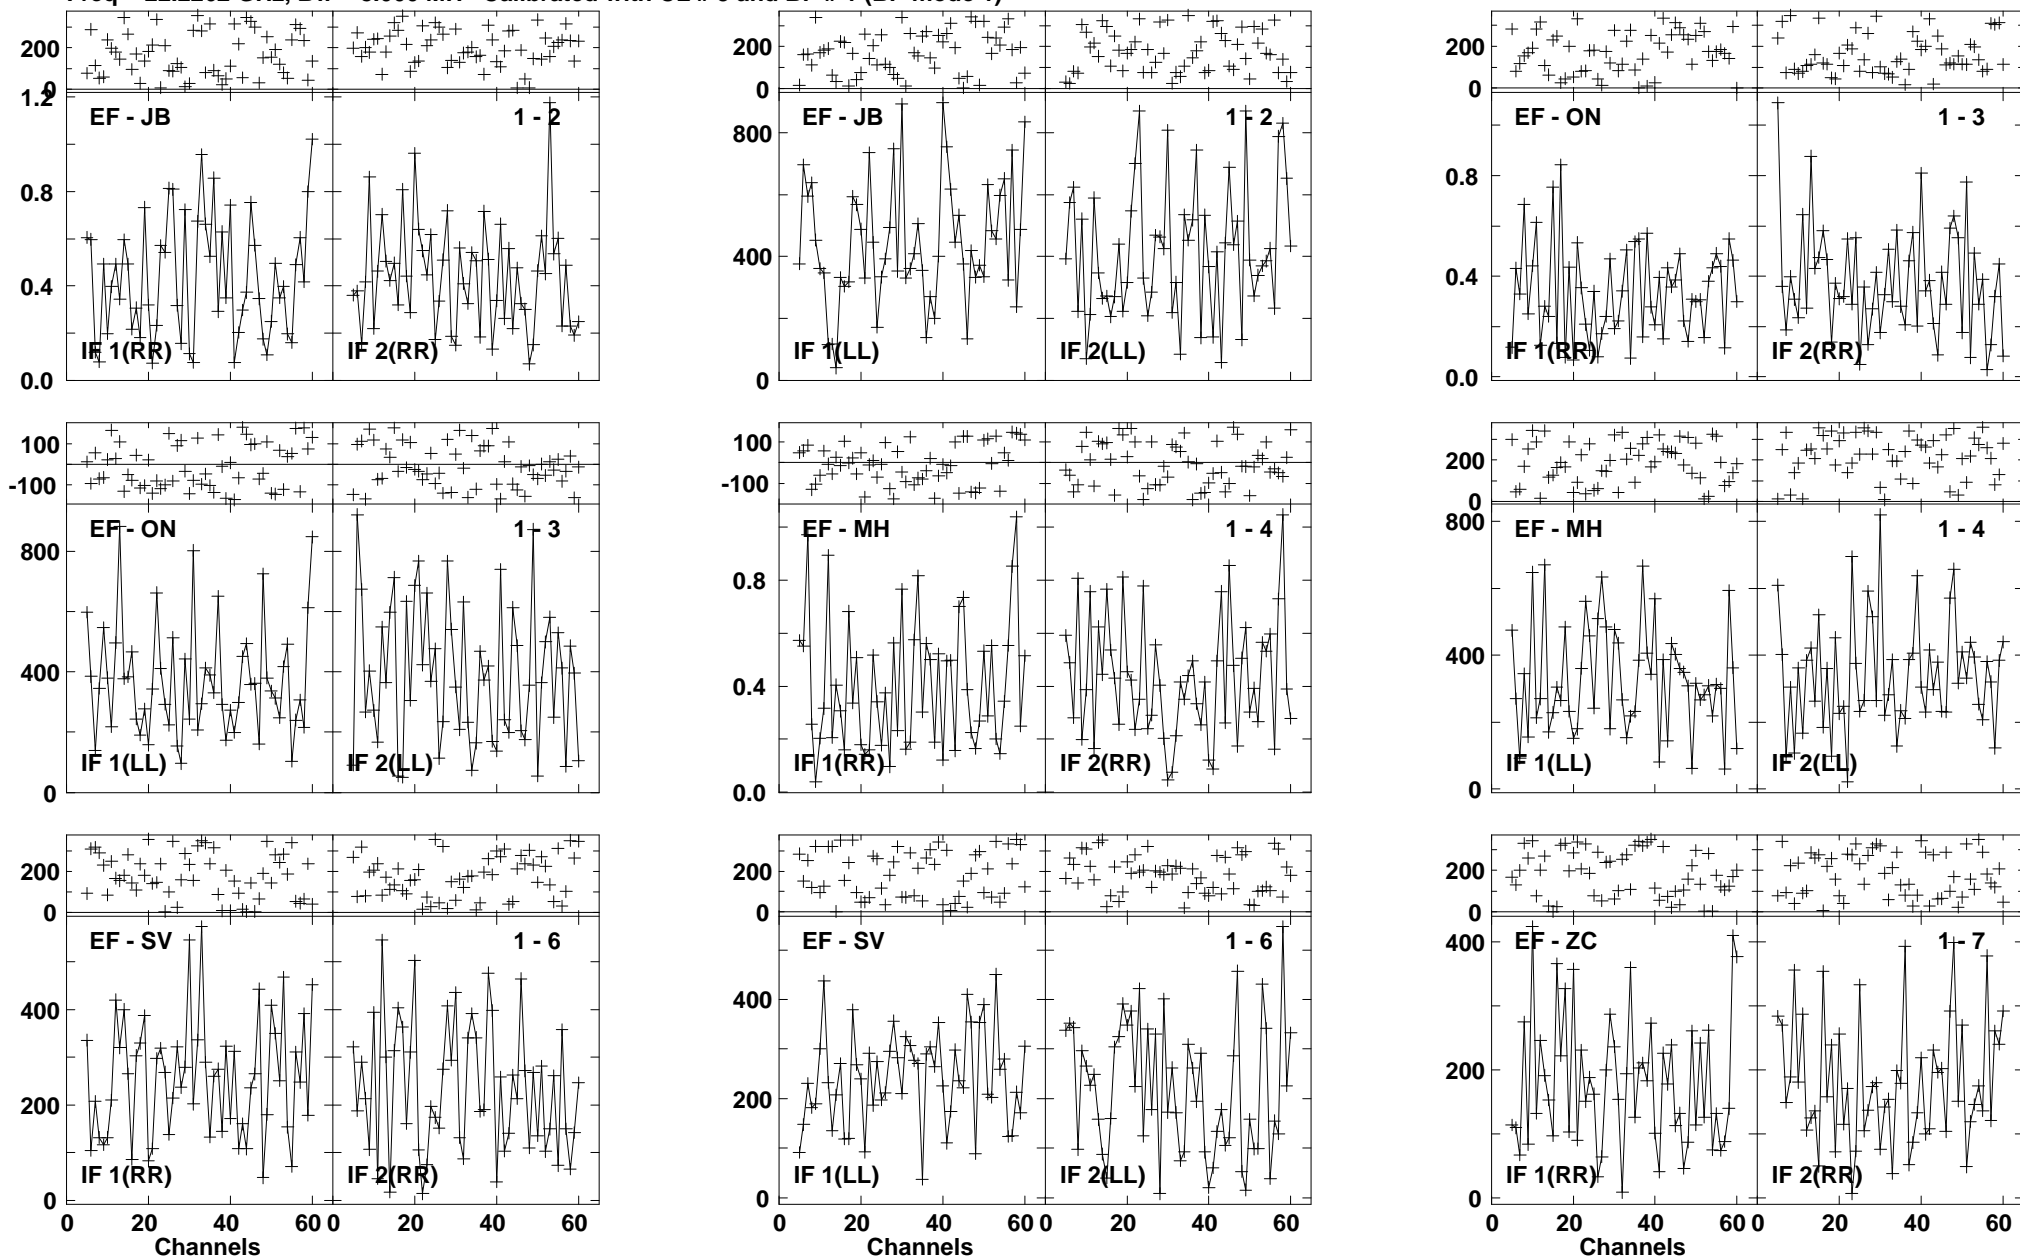 200
0
1.2
0.8
0.4
0.0
EF - JB
1 - 2
IF 1(RR)
IF 2(RR)
200
0
800
400
0
EF - JB
1 - 2
IF 1(LL)
IF 2(LL)
200
0
0.8
0.4
0.0
EF - ON
1 - 3
IF 1(RR)
IF 2(RR)
100
-100
800
400
0
EF - ON
1 - 3
IF 1(LL)
IF 2(LL)
100
-100
0.8
0.4
0.0
EF - MH
1 - 4
IF 1(RR)
IF 2(RR)
200
0
800
400
0
EF - MH
1 - 4
IF 1(LL)
IF 2(LL)
200
0
400
200
0
EF - SV
1 - 6
IF 1(RR)
IF 2(RR)
0 20 40 60 0 20 40 60
Channels
200
0
400
200
0
EF - SV
1 - 6
IF 1(LL)
IF 2(LL)
0 20 40 60 0 20 40 60
Channels
200
0
400
200
0
EF - ZC
1 - 7
IF 1(RR)
IF 2(RR)
0 20 40 60 0 20 40 60
Channels